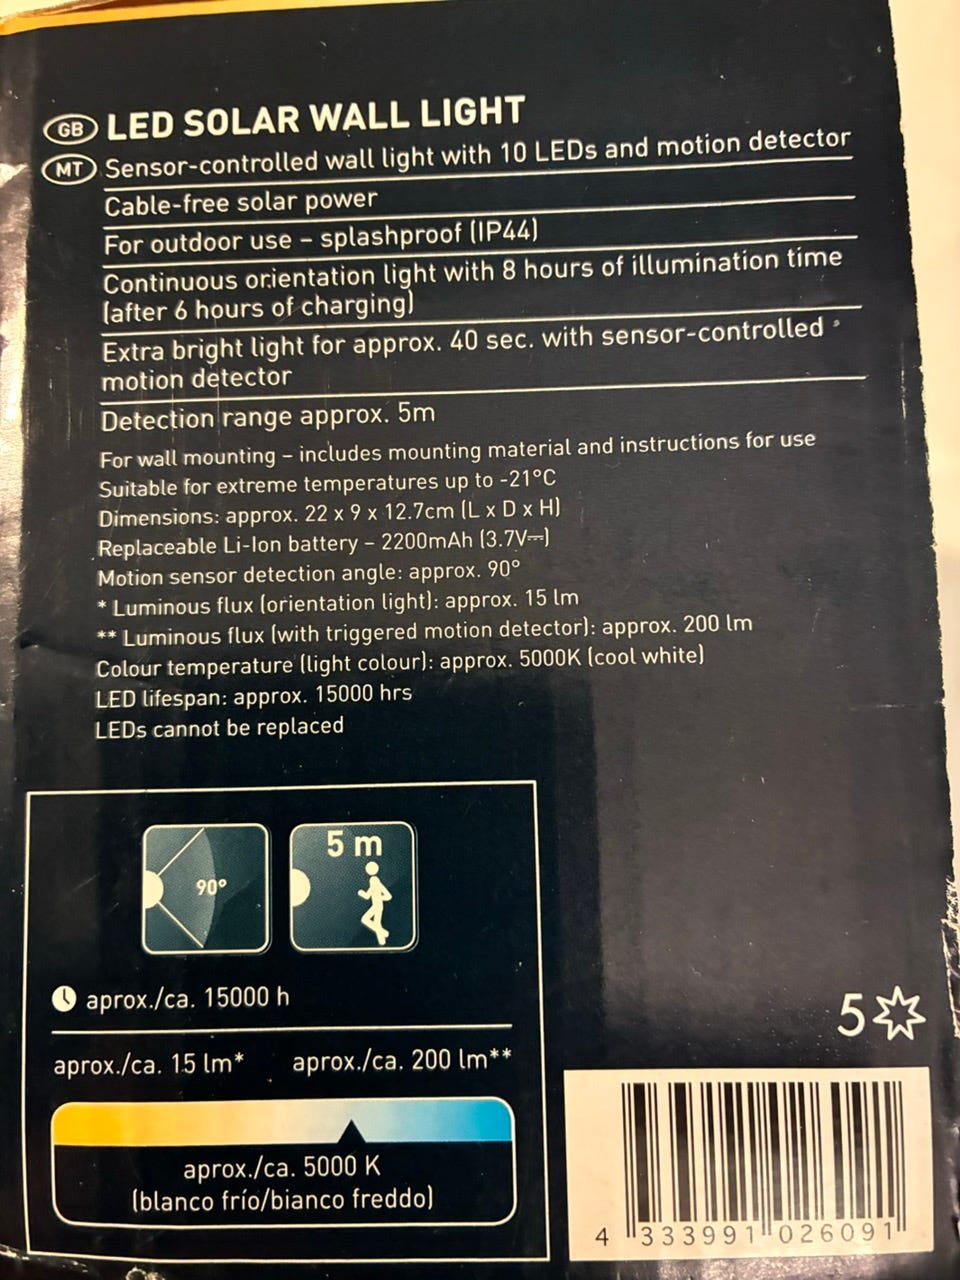 GB LED SOLAR WALL LIGHT
MT Sensor-controlled wall light with 10 LEDs and motion detector
Cable-free solar power
For outdoor use – splashproof (IP44)
Continuous orientation light with 8 hours of illumination time
(after 6 hours of charging)
Extra bright light for approx. 40 sec. with sensor-controlled
motion detector
Detection range approx. 5m
For wall mounting – includes mounting material and instructions for use
Suitable for extreme temperatures up to -21°C
Dimensions: approx. 22 x 9 x 12.7cm (L x D x H)
Replaceable Li-Ion battery – 2200mAh (3.7V⎓)
Motion sensor detection angle: approx. 90°
* Luminous flux (orientation light): approx. 15 lm
** Luminous flux (with triggered motion detector): approx. 200 lm
Colour temperature (light colour): approx. 5000K (cool white)
LED lifespan: approx. 15000 hrs
LEDs cannot be replaced
5 m
90°
aprox./ca. 15000 h
5
aprox./ca. 15 lm* aprox./ca. 200 lm**
aprox./ca. 5000 K
(blanco frío/bianco freddo)
4 333991 026091